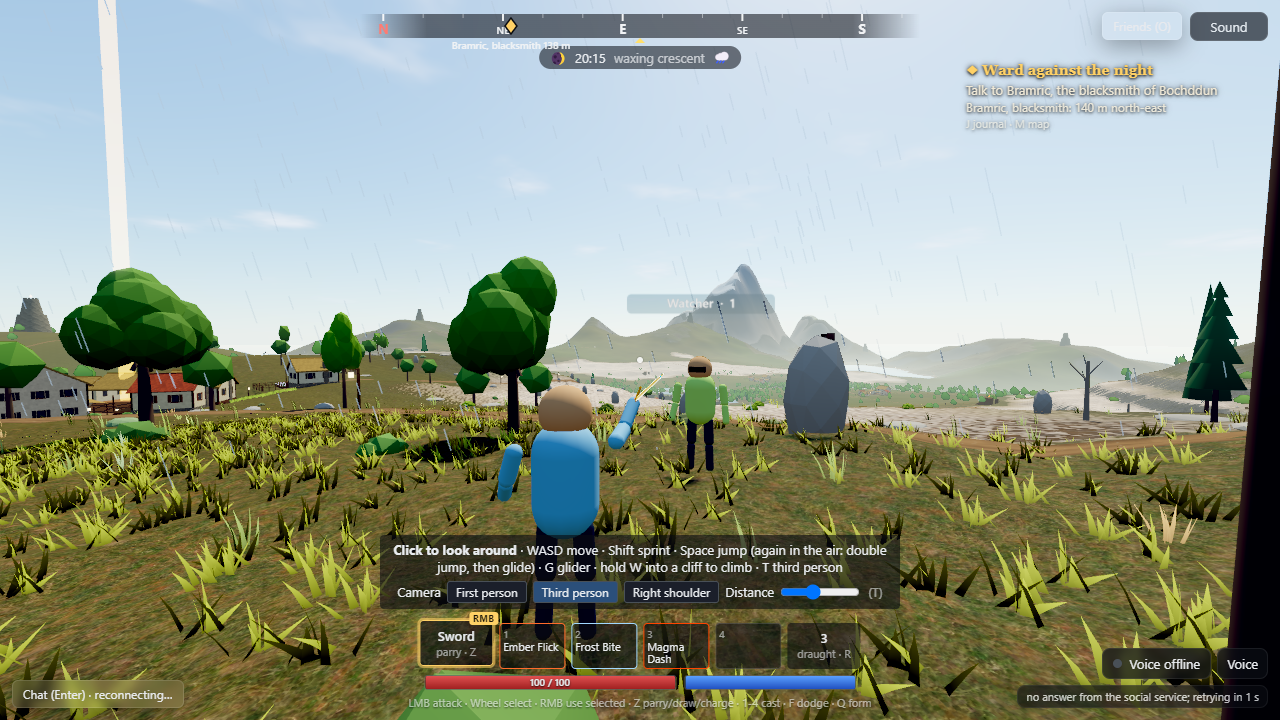 N
NE
E
SE
S
Bramric, blacksmith 138 m
20:15 waxing crescent
Friends (0)
Sound
Ward against the night
Talk to Bramric, the blacksmith of Bochddun
Bramric, blacksmith: 140 m north-east
J journal · M map
Watcher · 1
Click to look around · WASD move · Shift sprint · Space jump (again in the air: double
jump, then glide) · G glider · hold W into a cliff to climb · T third person
Camera First person Third person Right shoulder Distance (T)
RMB
Sword
parry · Z
1
Ember Flick
2
Frost Bite
3
Magma
Dash
4
3
draught · R
100 / 100
LMB attack · Wheel select · RMB use selected · Z parry/draw/charge · 1-4 cast · F dodge · Q form
Chat (Enter) · reconnecting...
Voice offline
Voice
no answer from the social service; retrying in 1 s